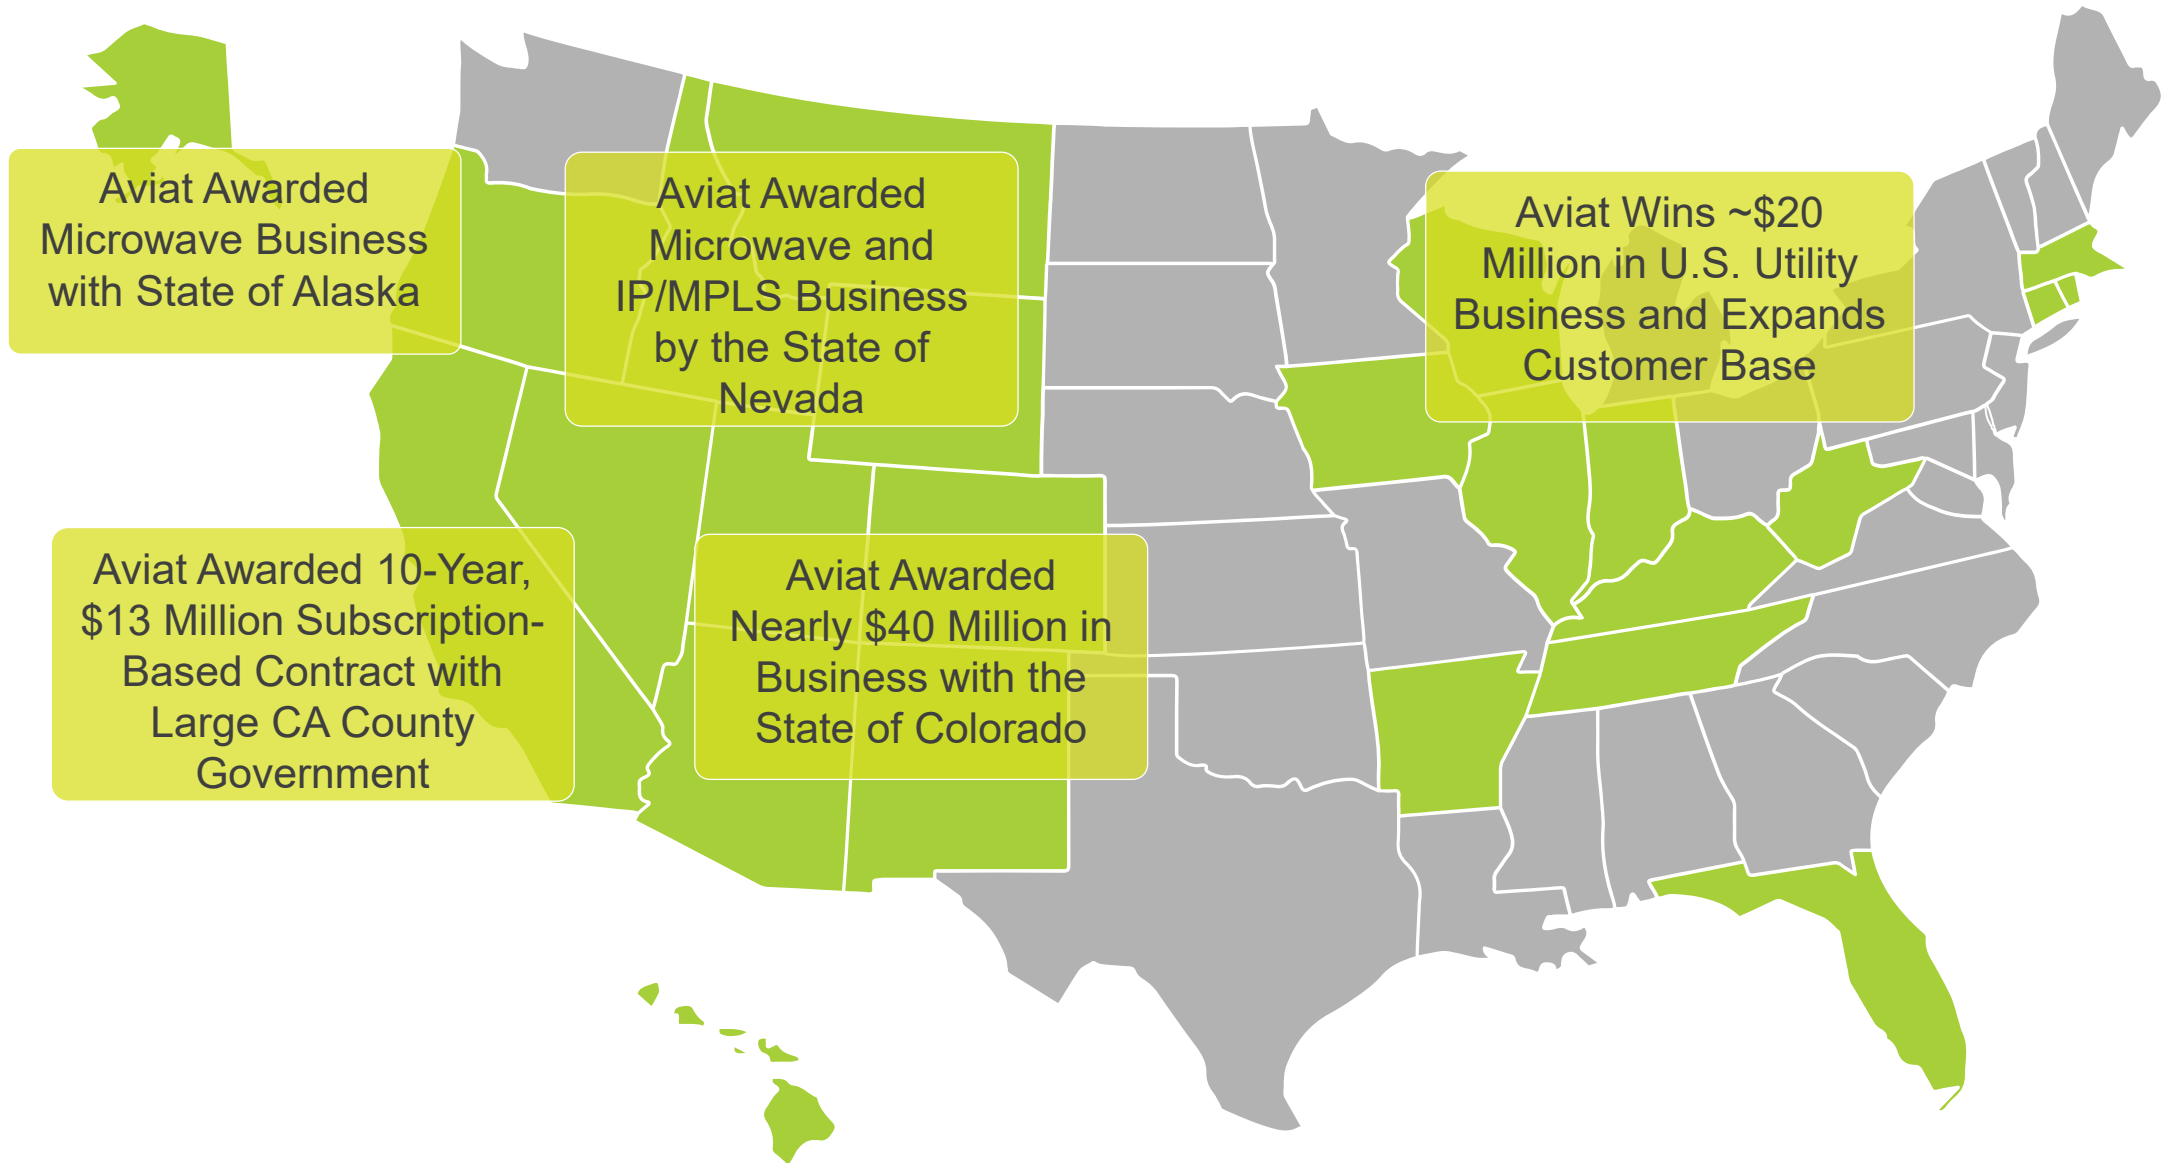 Aviat Awarded
Microwave Business
with State of Alaska
Aviat Awarded
Microwave and
IP/MPLS Business
by the State of
Nevada
Aviat Wins ~$20
Million in U.S. Utility
Business and Expands
Customer Base
Aviat Awarded 10-Year,
$13 Million Subscription-
Based Contract with
Large CA County
Government
Aviat Awarded
Nearly $40 Million in
Business with the
State of Colorado